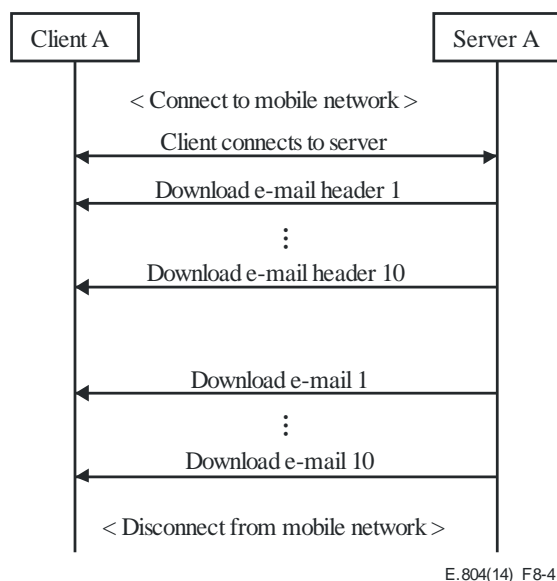 Client A
Server A
< Connect to mobile network >
Client connects to server
Download e-mail header 1
⋮
Download e-mail header 10
Download e-mail 1
⋮
Download e-mail 10
< Disconnect from mobile network >
E.804(14)_F8-4